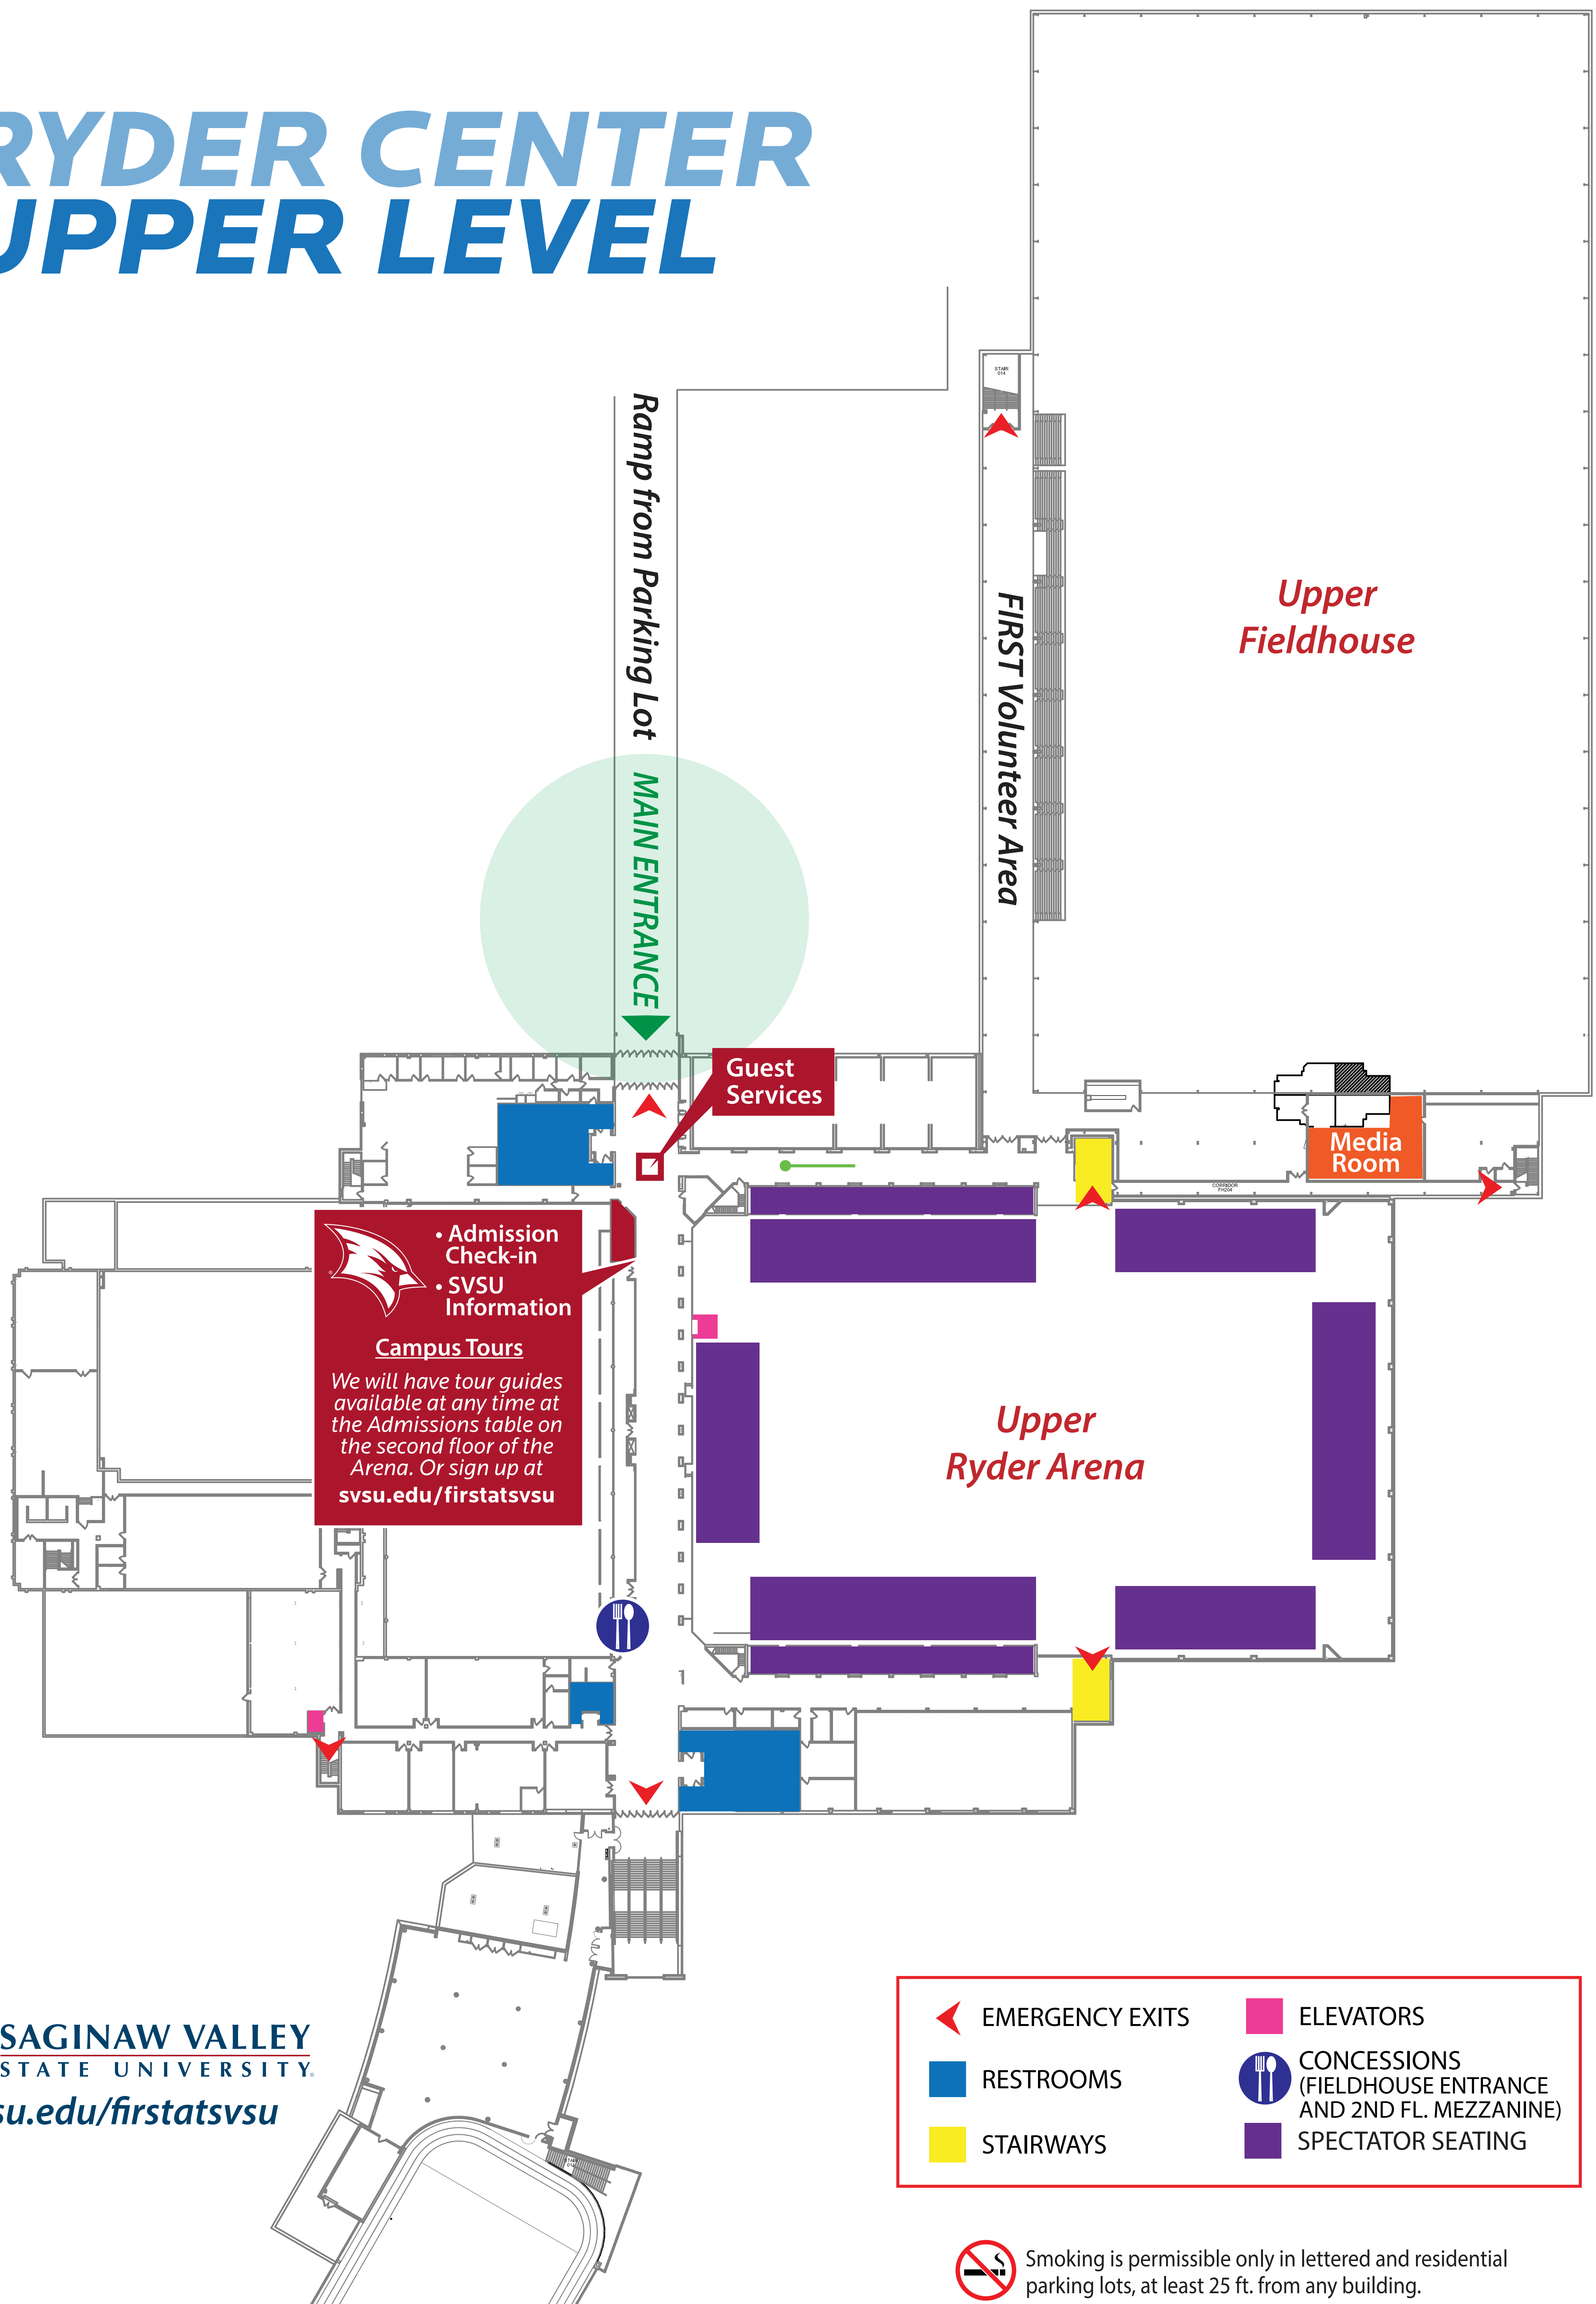 RYDER CENTER
UPPER LEVEL
STAIR
014
Ramp from Parking Lot
MAIN ENTRANCE
FIRST Volunteer Area
Upper
Fieldhouse
Guest
Services
Media
Room
CORRIDOR
FH204
• Admission
Check-in
• SVSU
Information
Campus Tours
We will have tour guides
available at any time at
the Admissions table on
the second floor of the
Arena. Or sign up at
svsu.edu/firstatsvsu
Upper
Ryder Arena
SAGINAW VALLEY
STATE UNIVERSITY®
su.edu/firstatsvsu
EMERGENCY EXITS
RESTROOMS
STAIRWAYS
ELEVATORS
CONCESSIONS
(FIELDHOUSE ENTRANCE
AND 2ND FL. MEZZANINE)
SPECTATOR SEATING
Smoking is permissible only in lettered and residential
parking lots, at least 25 ft. from any building.